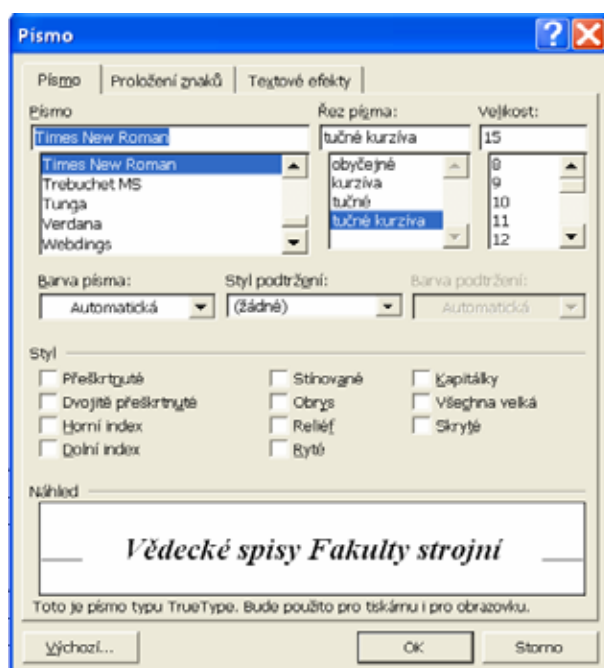 Písmo
Písmo Proložení znaků Textové efekty
Písmo Řez písma: Velikost:
Times New Roman tučné kurzíva 15
Times New Roman obyčejné 8
Trebuchet MS kurzíva 9
Tunga tučné 10
Verdana tučné kurzíva 11
Webdings 12
Barva písma: Styl podtržení: Barva podtržení:
Automatická (žádné) Automatická
Styl
Přeškrtnuté Stínované Kapitálky
Dvojitě přeškrtnuté Obrys Všechna velká
Horní index Reliéf Skryté
Dolní index Ryté
Náhled
Vědecké spisy Fakulty strojní
Toto je písmo typu TrueType. Bude použito pro tiskárnu i pro obrazovku.
Výchozí... OK Storno